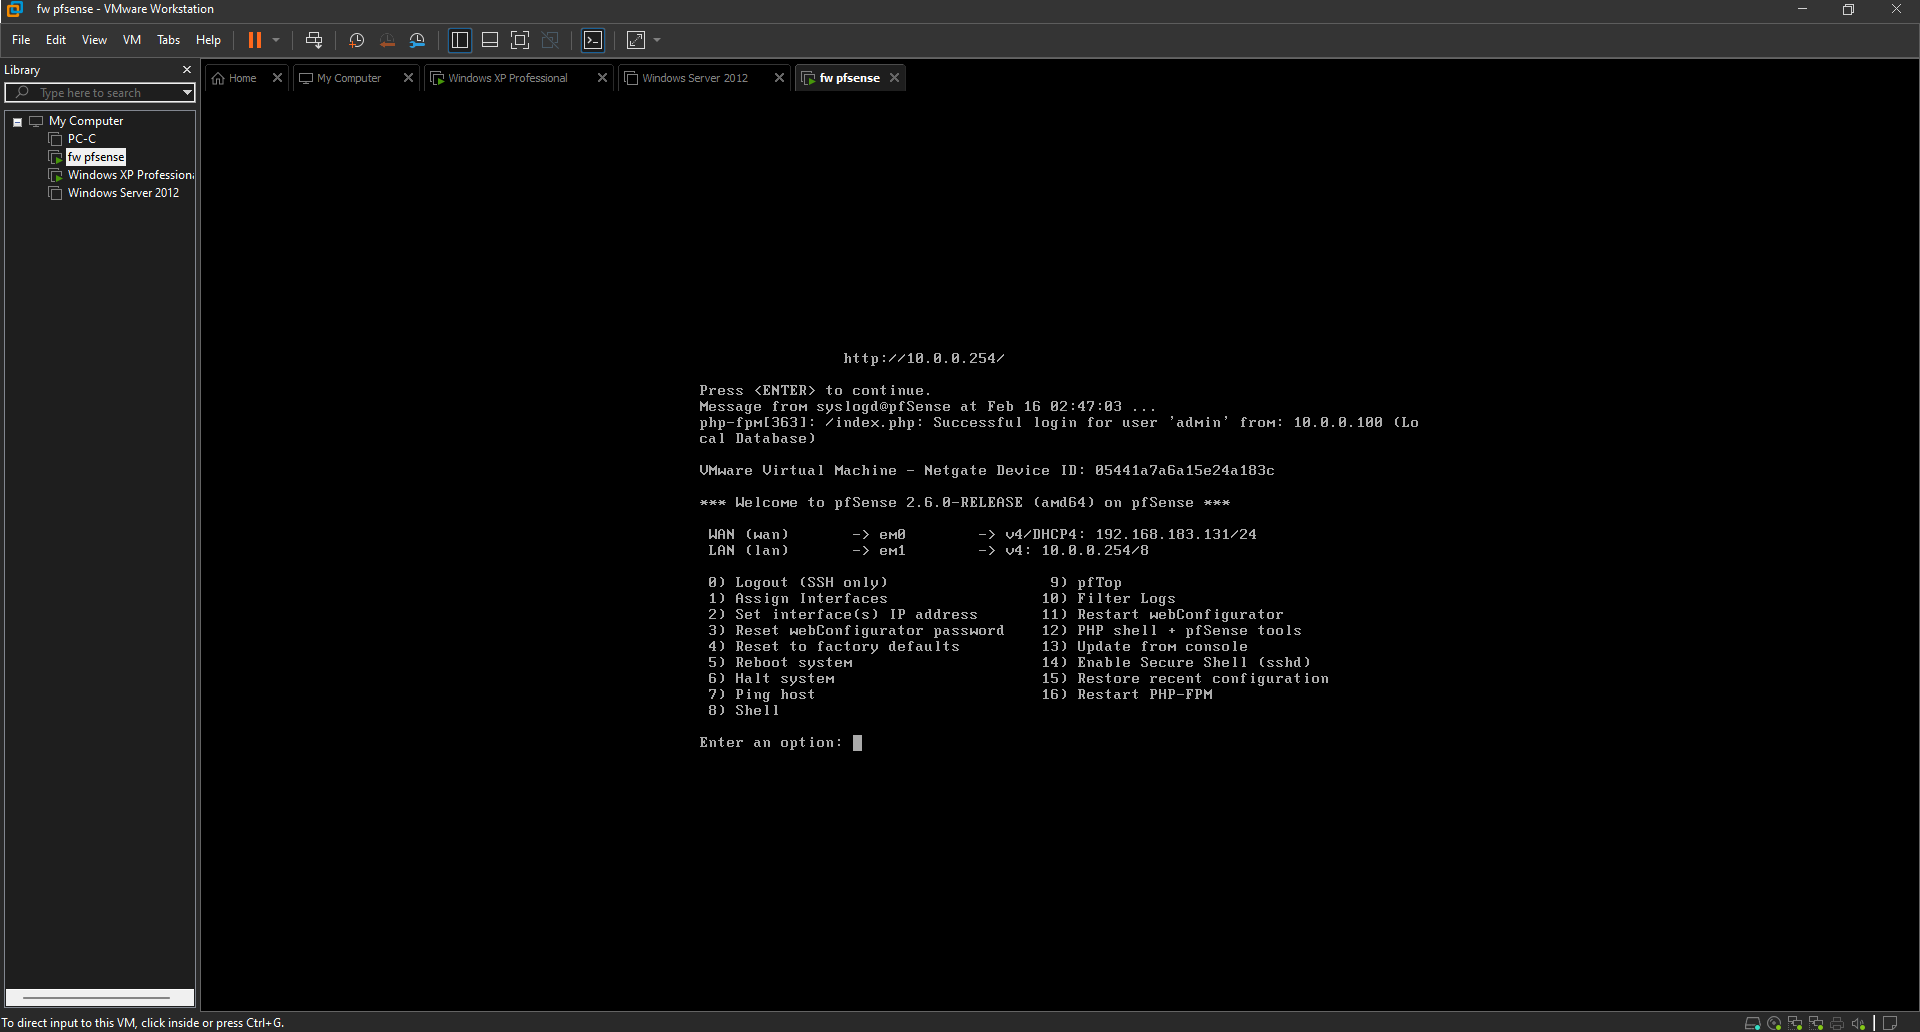 fw pfsense - VMware Workstation
File Edit View VM Tabs Help
Library
Type here to search
Home My Computer Windows XP Professional Windows Server 2012 fw pfsense
My Computer
PC-C
fw pfsense
Windows XP Professiona
Windows Server 2012
http://10.0.0.254/
Press <ENTER> to continue.
Message from syslogd@pfSense at Feb 16 02:47:03 ...
php-fpm[363]: /index.php: Successful login for user 'admin' from: 10.0.0.100 (Lo
cal Database)
VMware Virtual Machine - Netgate Device ID: 05441a7a6a15e24a183c
*** Welcome to pfSense 2.6.0-RELEASE (amd64) on pfSense ***
WAN (wan) -> em0 -> v4/DHCP4: 192.168.183.131/24
LAN (lan) -> em1 -> v4: 10.0.0.254/8
0) Logout (SSH only) 9) pfTop
1) Assign Interfaces 10) Filter Logs
2) Set interface(s) IP address 11) Restart webConfigurator
3) Reset webConfigurator password 12) PHP shell + pfSense tools
4) Reset to factory defaults 13) Update from console
5) Reboot system 14) Enable Secure Shell (sshd)
6) Halt system 15) Restore recent configuration
7) Ping host 16) Restart PHP-FPM
8) Shell
Enter an option:
To direct input to this VM, click inside or press Ctrl+G.